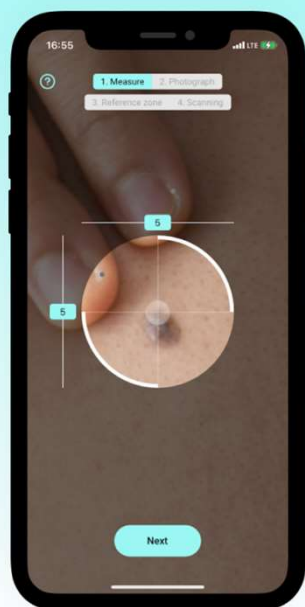 16:55
LTE
?
1. Measure 2. Photograph
3. Reference zone 4. Scanning
5
5
Next